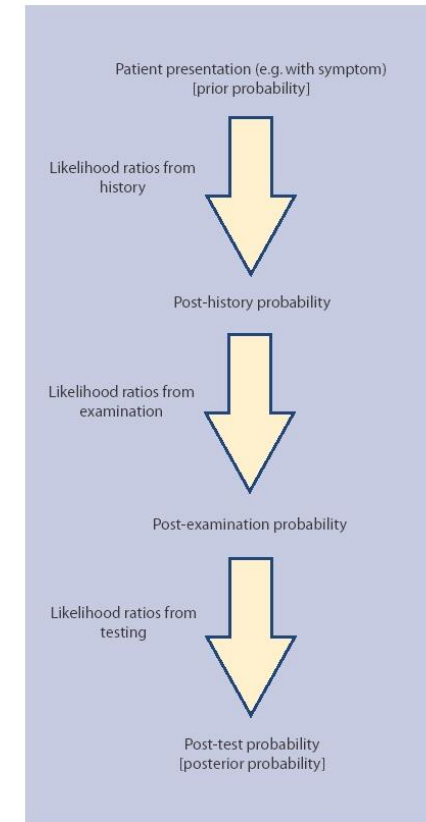 Patient presentation (e.g. with symptom)
[prior probability]
Likelihood ratios from
history
Post-history probability
Likelihood ratios from
examination
Post-examination probability
Likelihood ratios from
testing
Post-test probability
[posterior probability]